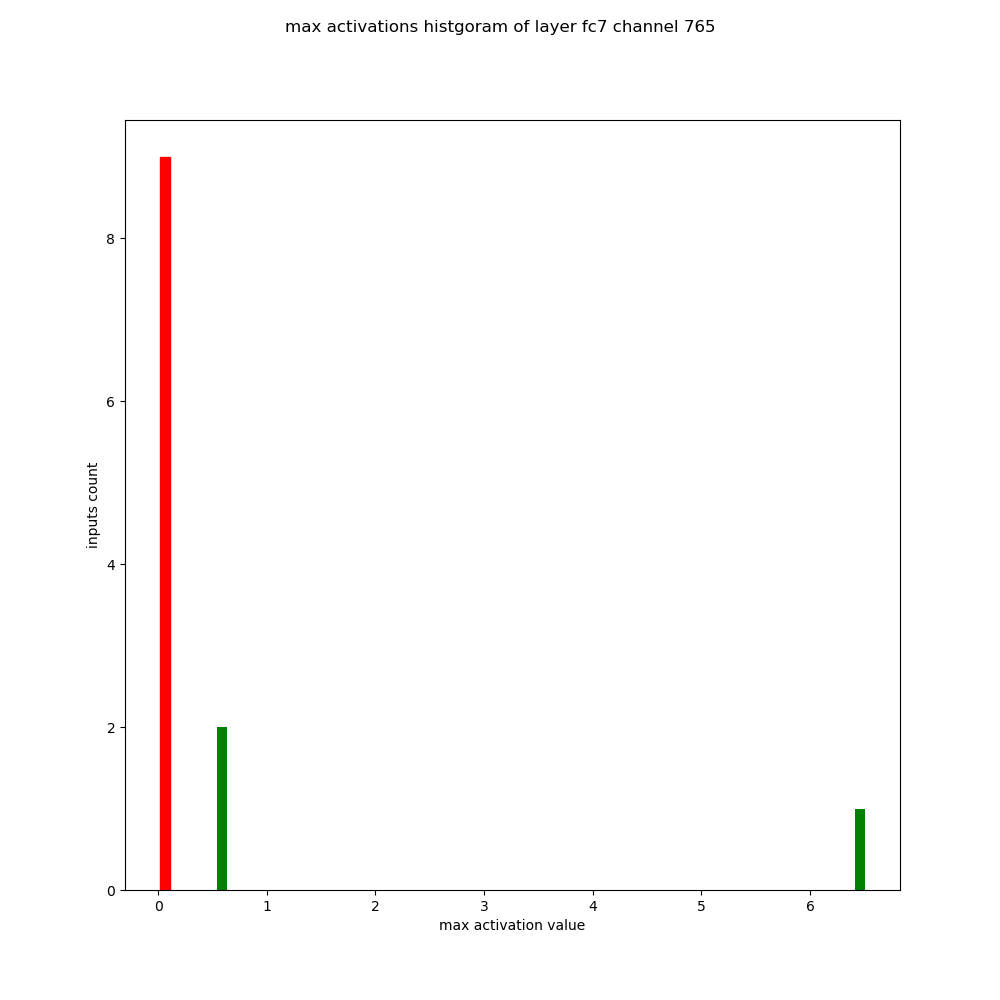 max activations histgoram of layer fc7 channel 765
8
6
4
2
0
inputs count
0 1 2 3 4 5 6
max activation value